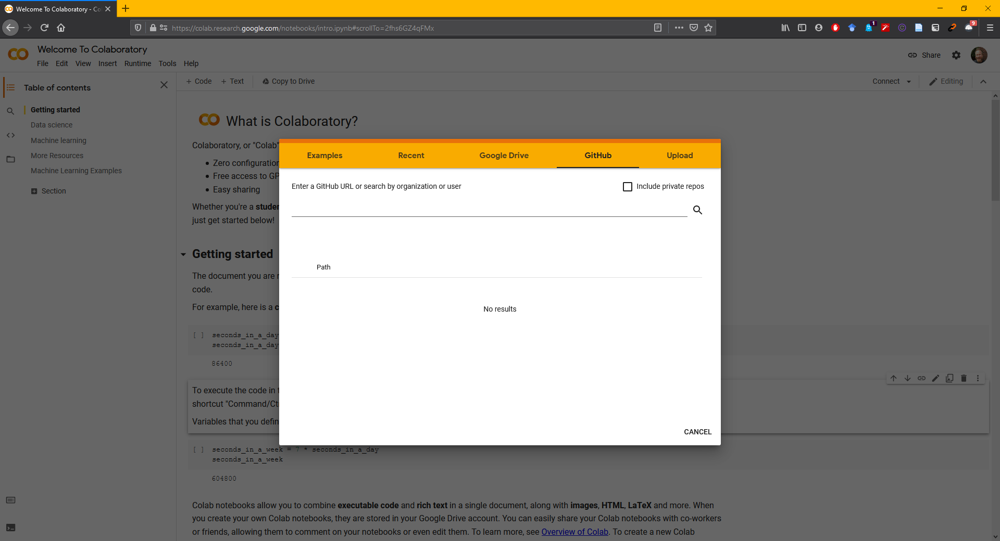 Welcome To Colaboratory - Co
https://colab.research.google.com/notebooks/intro.ipynb#scrollTo=2fhs6GZ4qFMx
1
9
Welcome To Colaboratory
File Edit View Insert Runtime Tools Help
Share
Table of contents
+ Code + Text Copy to Drive
Connect Editing
Getting started
Data science
Machine learning
More Resources
Machine Learning Examples
Section
What is Colaboratory?
Colaboratory, or "Colab"
Zero configuration
Free access to GP
Easy sharing
Whether you're a studen
just get started below!
Getting started
The document you are r
code.
For example, here is a c
[ ] seconds_in_a_day
seconds_in_a_day
86400
To execute the code in t
shortcut "Command/Ct
Variables that you defin
[ ] seconds_in_a_week = 7 * seconds_in_a_day
seconds_in_a_week
604800
Colab notebooks allow you to combine executable code and rich text in a single document, along with images, HTML, LaTeX and more. When
you create your own Colab notebooks, they are stored in your Google Drive account. You can easily share your Colab notebooks with co-workers
or friends, allowing them to comment on your notebooks or even edit them. To learn more, see Overview of Colab. To create a new Colab
Examples Recent Google Drive GitHub Upload
Enter a GitHub URL or search by organization or user
Include private repos
Path
No results
CANCEL